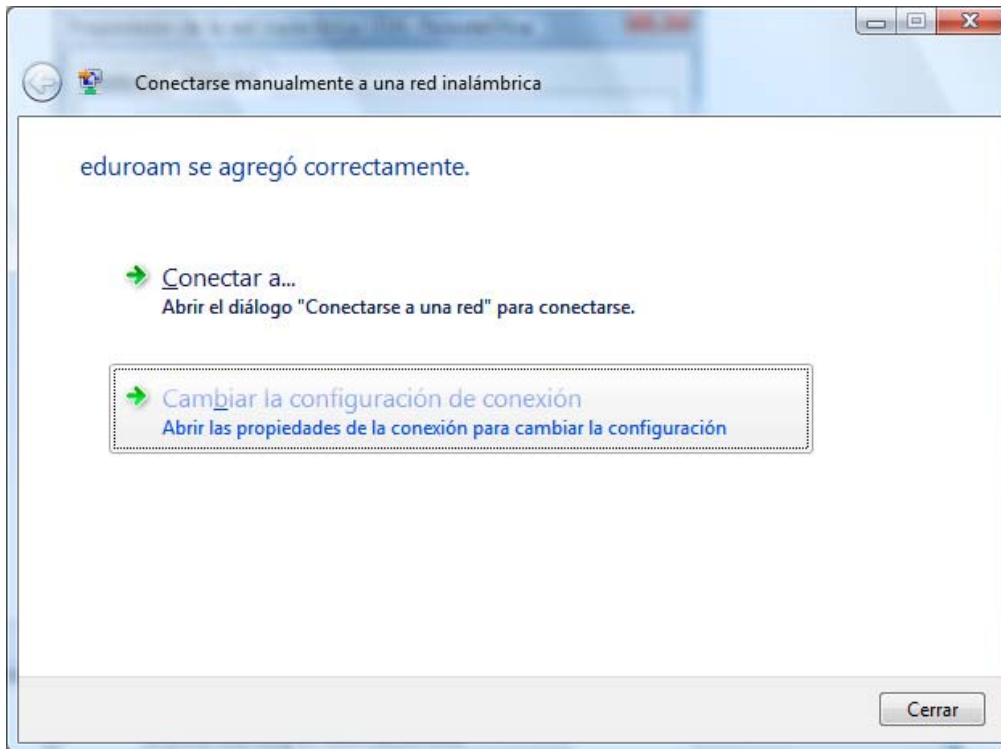 Conectarse manualmente a una red inalámbrica
eduroam se agregó correctamente.
Conectar a...
Abrir el diálogo "Conectarse a una red" para conectarse.
Cambiar la configuración de conexión
Abrir las propiedades de la conexión para cambiar la configuración
Cerrar